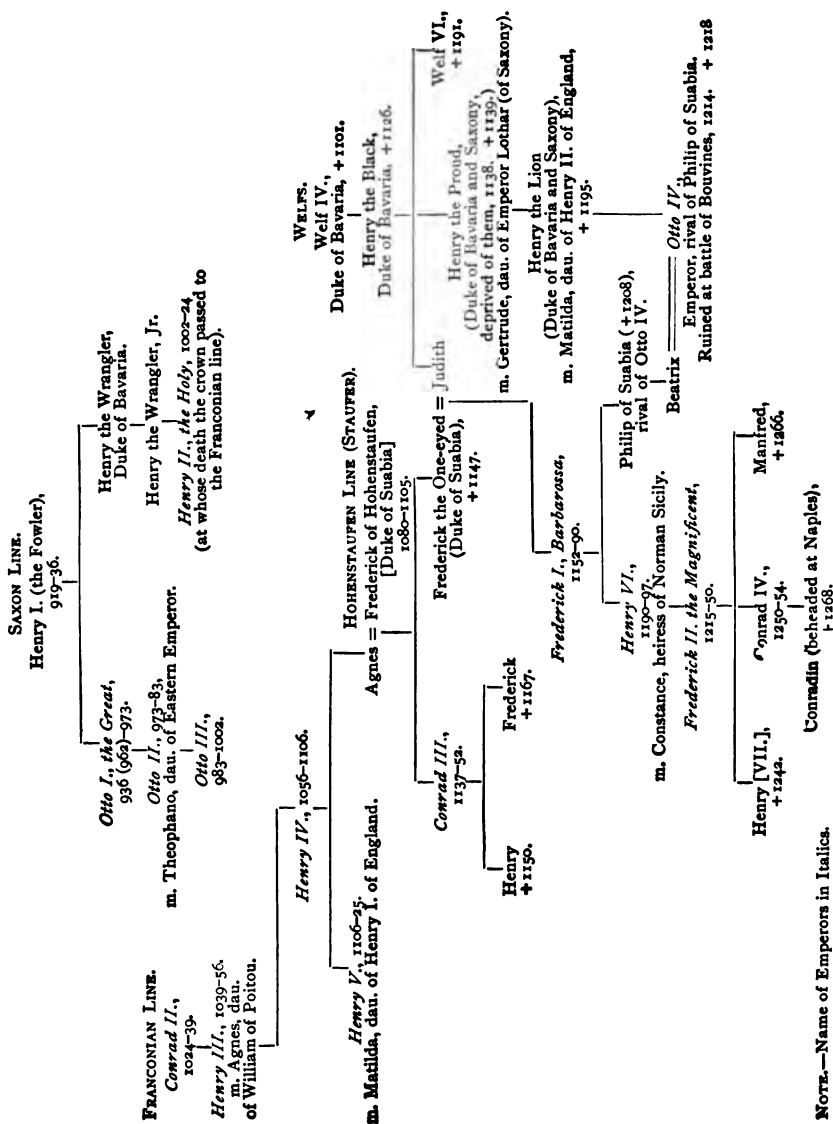 SAXON LINE.
Henry I. (the Fowler),
919–36.
Otto I., the Great,
936 (962)–973.
Otto II., 973–83,
m. Theophano, dau. of Eastern Emperor.
Otto III.,
983–1002.
Henry the Wrangler,
Duke of Bavaria.
Henry the Wrangler, Jr.
Henry II., the Holy, 1002–24
(at whose death the crown passed to
the Franconian line).
FRANCONIAN LINE.
Conrad II.,
1024–39.
Henry III., 1039–56.
m. Agnes, dau.
of William of Poitou.
Henry IV., 1056–1106.
Henry V., 1106–25.
m. Matilda, dau. of Henry I. of England.
HOHENSTAUFEN LINE (STAUFER).
Agnes = Frederick of Hohenstaufen,
[Duke of Suabia]
1080–1105.
Conrad III.,
1137–52.
Frederick the One-eyed = Judith
(Duke of Suabia),
+1147.
Henry
+1150.
Frederick
+1167.
WELFS.
Welf IV.,
Duke of Bavaria, +1101.
Henry the Black,
Duke of Bavaria, +1126.
Henry the Proud,
(Duke of Bavaria and Saxony,
deprived of them, 1138. +1139.)
m. Gertrude, dau. of Emperor Lothar (of Saxony).
Welf VI.,
+1191.
Henry the Lion
(Duke of Bavaria and Saxony),
m. Matilda, dau. of Henry II. of England,
+ 1195.
Frederick I., Barbarossa,
1152–90.
Henry VI.,
1190–97,
m. Constance, heiress of Norman Sicily.
Philip of Suabia (+1208),
rival of Otto IV.
Beatrix = Otto IV.,
Emperor, rival of Philip of Suabia.
Ruined at battle of Bouvines, 1214. + 1218
Frederick II. the Magnificent,
1215–50.
Henry [VII.],
+1242.
Conrad IV.,
1250–54.
Manfred,
+1266.
Conradin (beheaded at Naples),
+1268.
NOTE.—Name of Emperors in Italics.